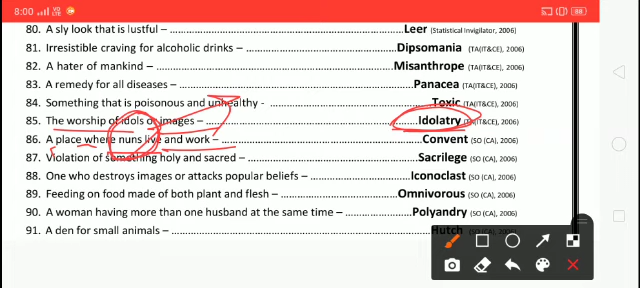 8:00
88
80. A sly look that is lustful – ........Leer (Statistical Invigilator, 2006)
81. Irresistible craving for alcoholic drinks – ........Dipsomania (TA(IT&CE), 2006)
82. A hater of mankind – ........Misanthrope (TA(IT&CE), 2006)
83. A remedy for all diseases – ........Panacea (TA(IT&CE), 2006)
84. Something that is poisonous and unhealthy - ........Toxic (TA(IT&CE), 2006)
85. The worship of idols or images – ........Idolatry (TA(IT&CE), 2006)
86. A place where nuns live and work – ........Convent (SO (CA), 2006)
87. Violation of something holy and sacred – ........Sacrilege (SO (CA), 2006)
88. One who destroys images or attacks popular beliefs – ........Iconoclast (SO (CA), 2006)
89. Feeding on food made of both plant and flesh – ........Omnivorous (SO (CA), 2006)
90. A woman having more than one husband at the same time – ........Polyandry (SO (CA), 2006)
91. A den for small animals – ........Hutch